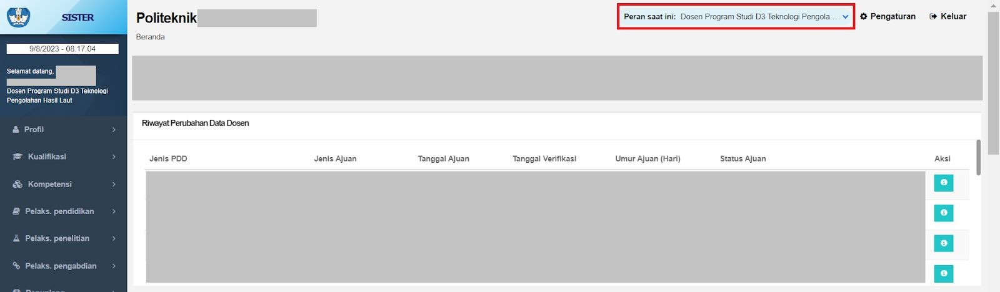 SISTER
9/8/2023 - 08.17.04
Selamat datang,
Dosen Program Studi D3 Teknologi
Pengolahan Hasil Laut
Profil
Kualifikasi
Kompetensi
Pelaks. pendidikan
Pelaks. penelitian
Pelaks. pengabdian
Politeknik
Beranda
Peran saat ini: Dosen Program Studi D3 Teknologi Pengola...
Pengaturan
Keluar
Riwayat Perubahan Data Dosen
Jenis PDD Jenis Ajuan Tanggal Ajuan Tanggal Verifikasi Umur Ajuan (Hari) Status Ajuan Aksi